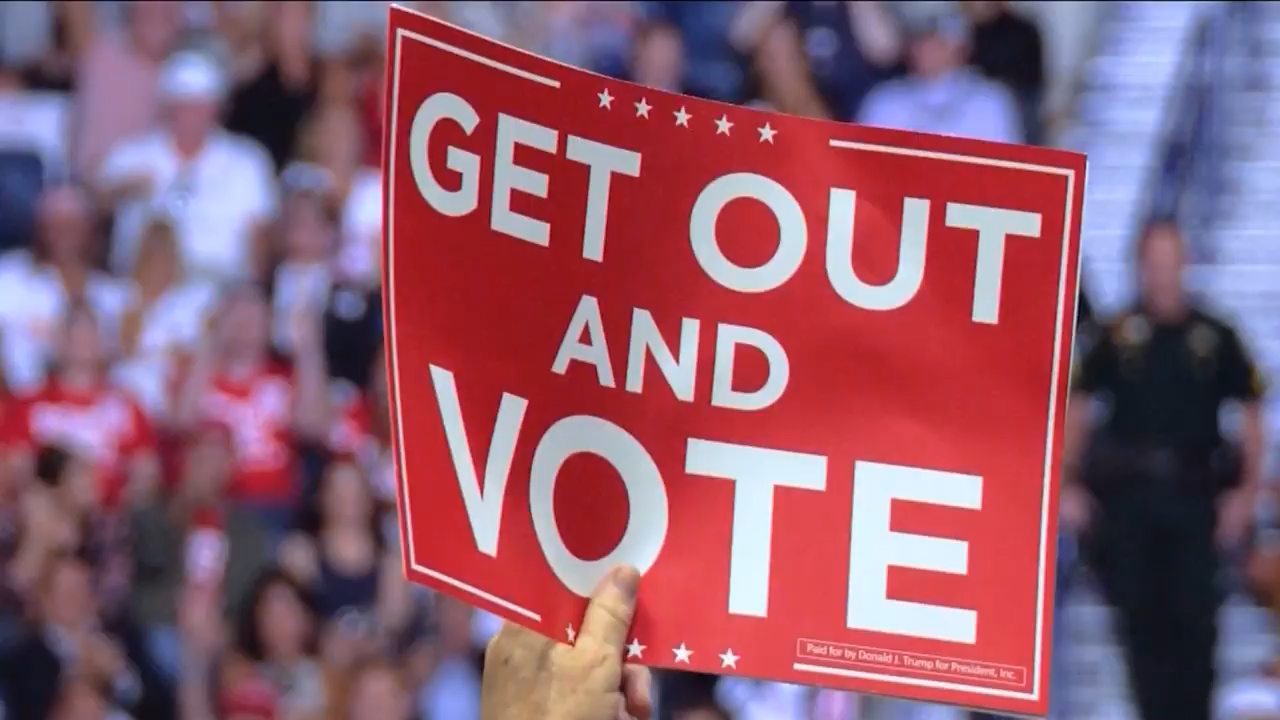 GET OUT
AND
VOTE
Paid for by Donald J. Trump for President, Inc.